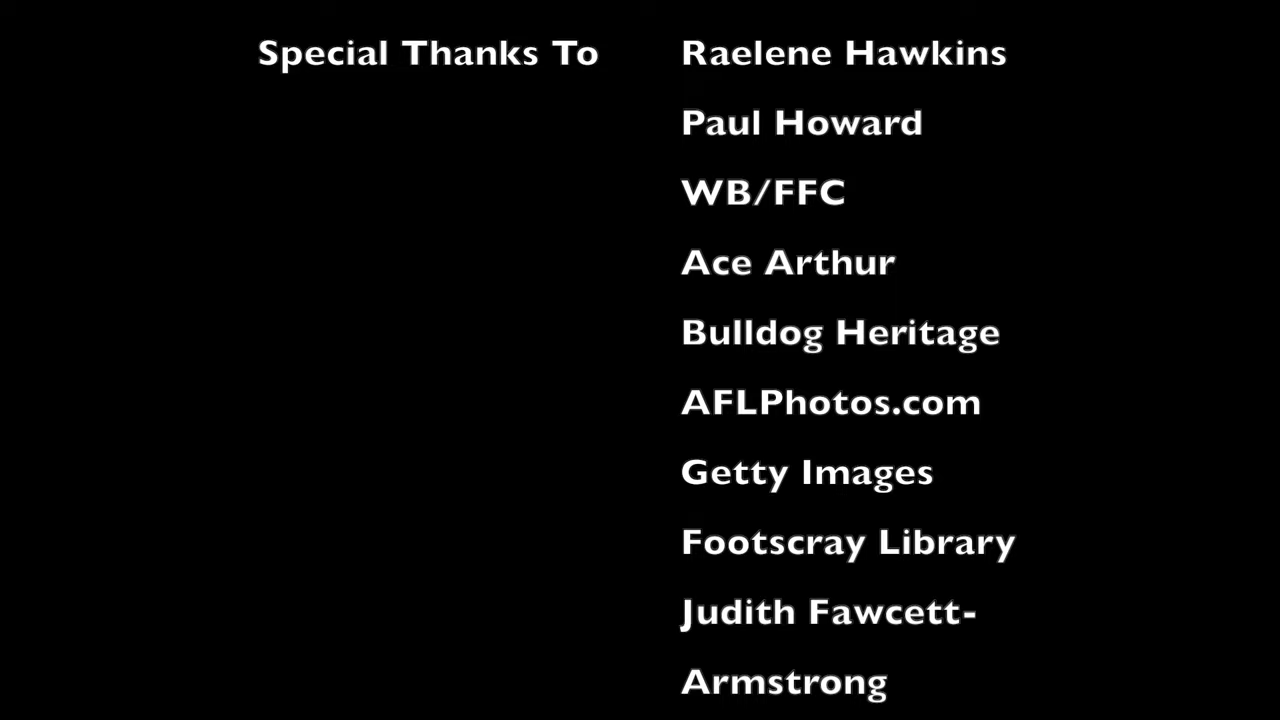 Special Thanks To Raelene Hawkins
Paul Howard
WB/FFC
Ace Arthur
Bulldog Heritage
AFLPhotos.com
Getty Images
Footscray Library
Judith Fawcett-
Armstrong